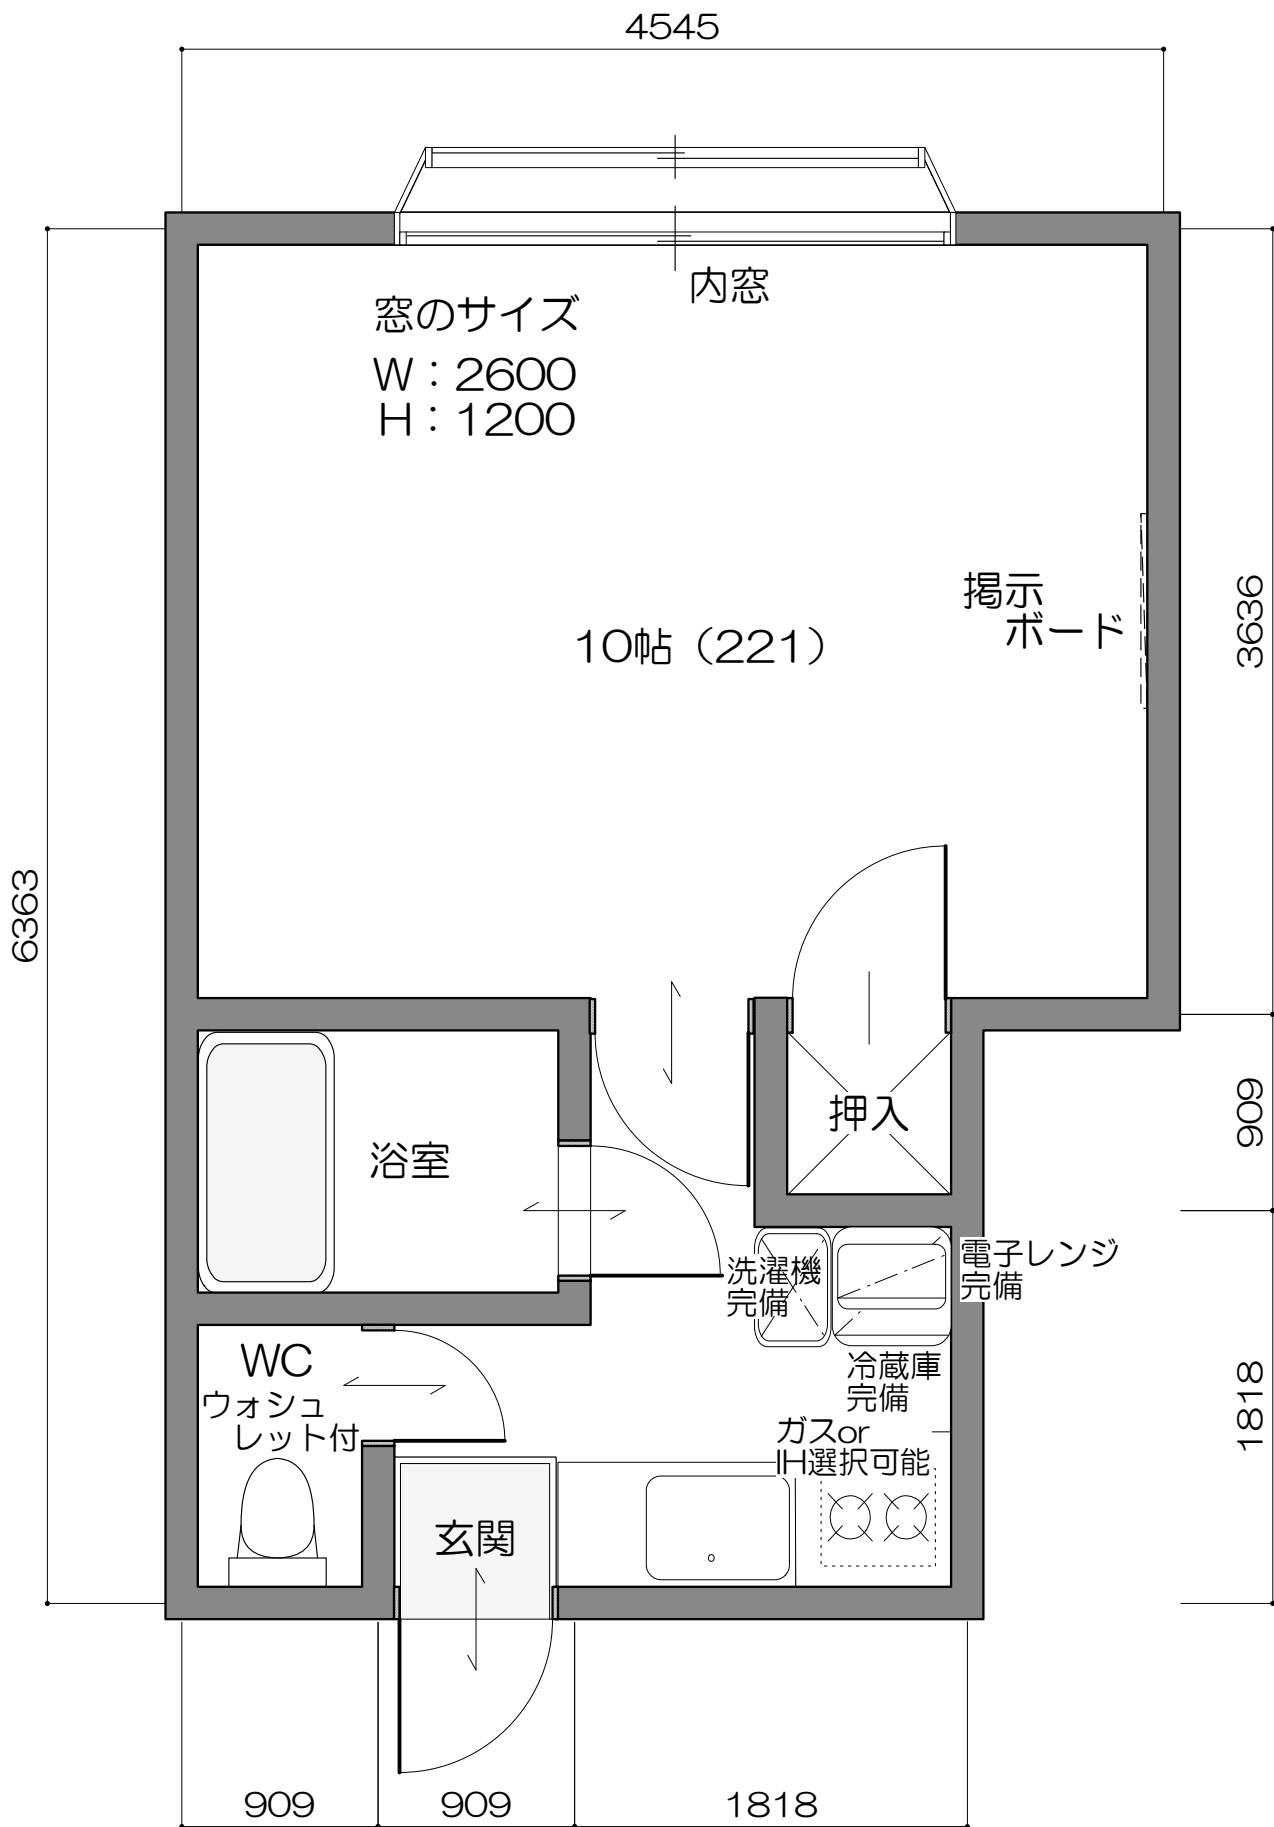 4545
内窓
窓のサイズ
W：2600
H：1200
掲示
ボード
10帖（221）
3636
6363
909
押入
浴室
洗濯機
完備
電子レンジ
完備
冷蔵庫
完備
WC
ウォシュ
レット付
ガスor
IH選択可能
1818
玄関
909
909
1818